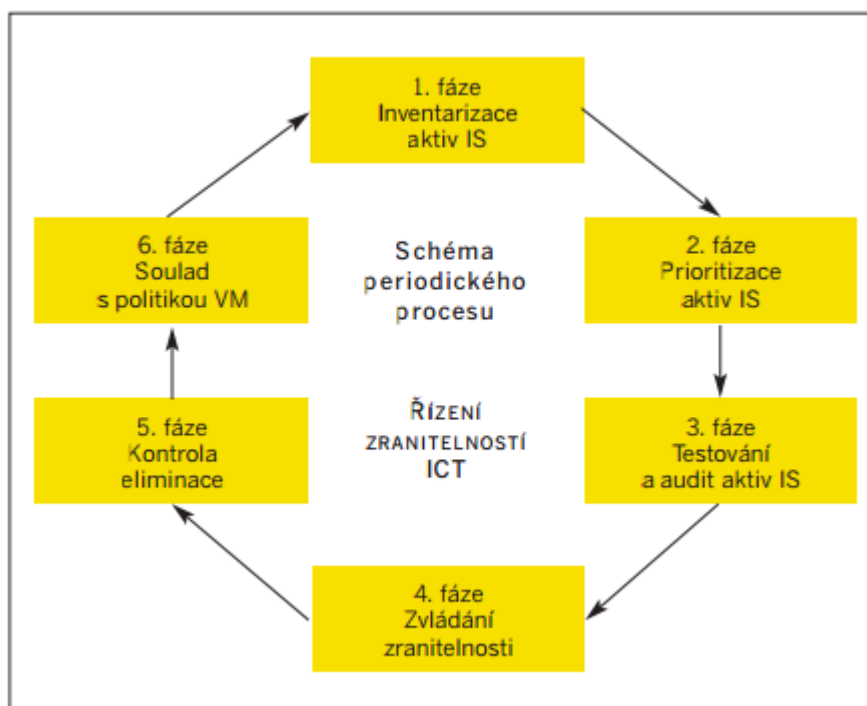 1. fáze
Inventarizace
aktiv IS
6. fáze
Soulad
s politikou VM
Schéma
periodického
procesu
2. fáze
Prioritizace
aktiv IS
5. fáze
Kontrola
eliminace
ŘÍZENÍ
ZRANITELNOSTÍ
ICT
3. fáze
Testování
a audit aktiv IS
4. fáze
Zvládání
zranitelnosti